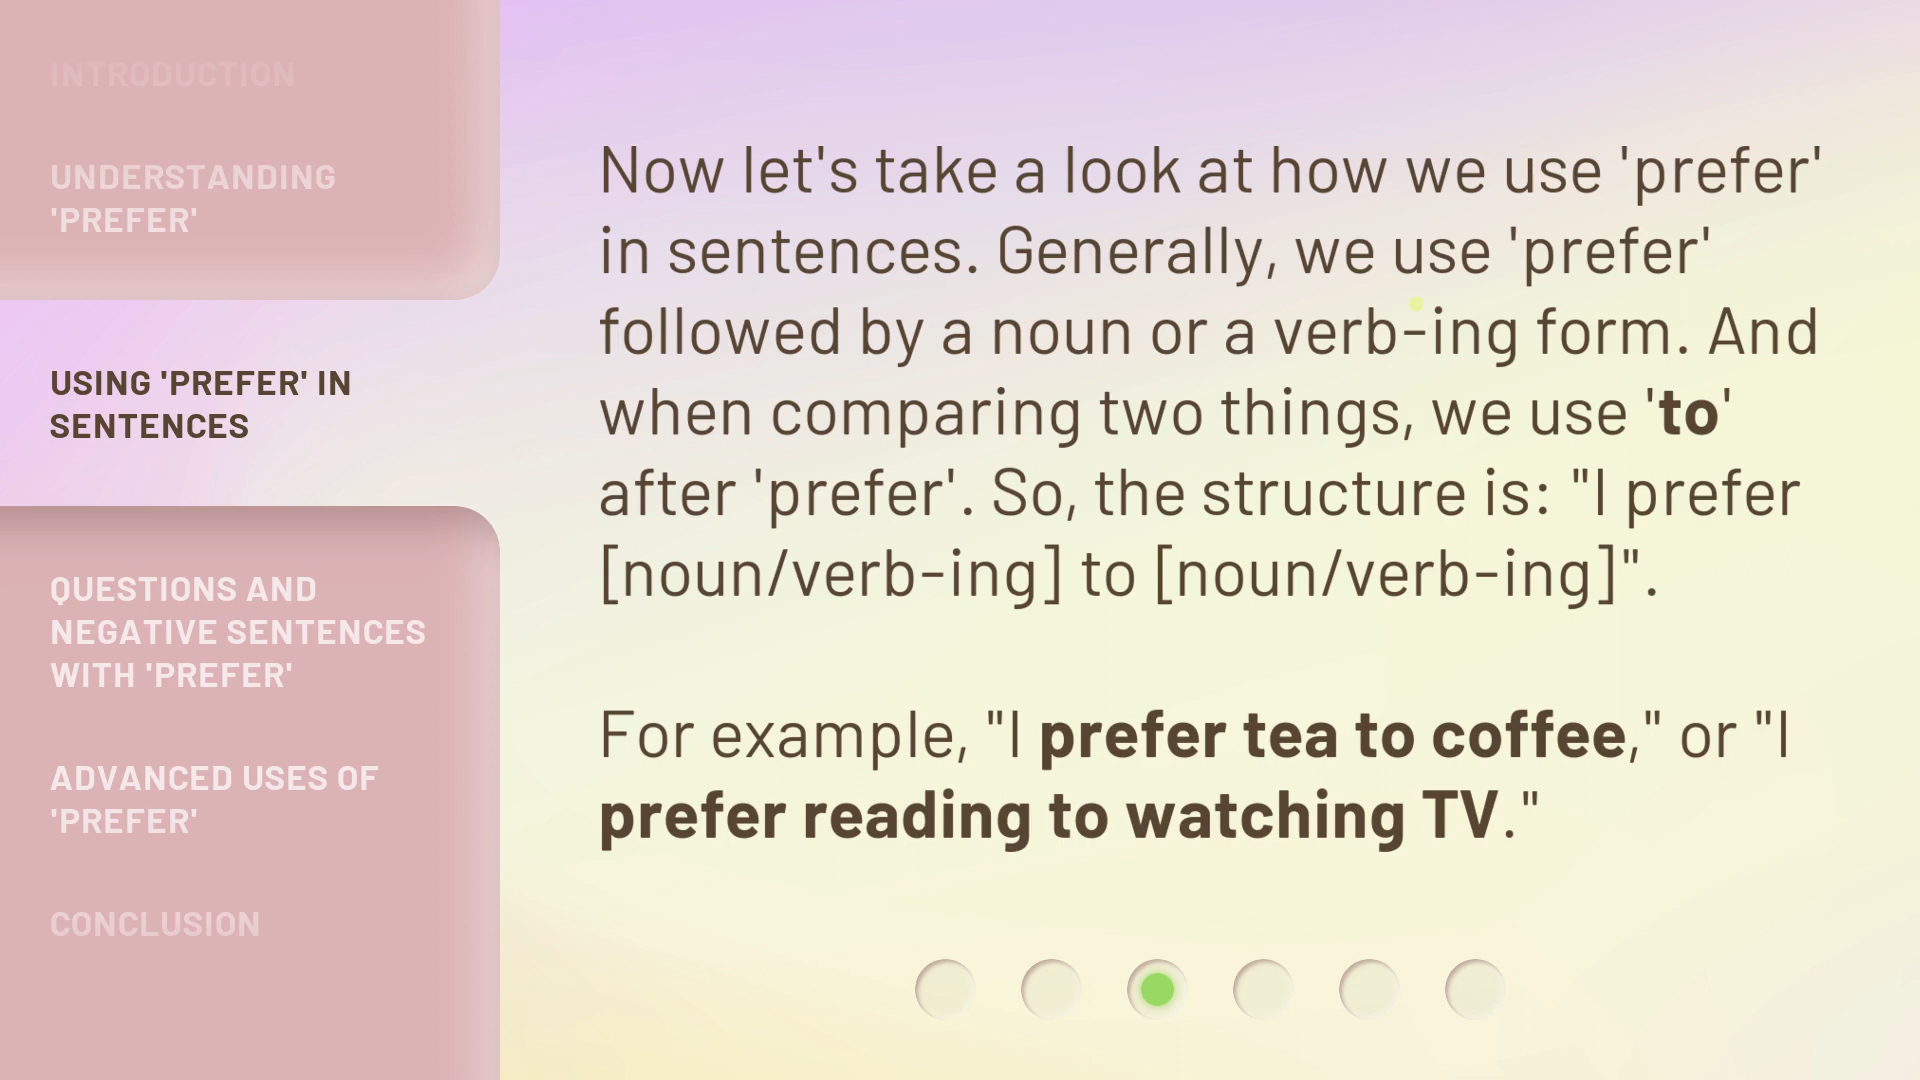 INTRODUCTION
UNDERSTANDING
'PREFER'
USING 'PREFER' IN
SENTENCES
QUESTIONS AND
NEGATIVE SENTENCES
WITH 'PREFER'
ADVANCED USES OF
'PREFER'
CONCLUSION
Now let's take a look at how we use 'prefer'
in sentences. Generally, we use 'prefer'
followed by a noun or a verb-ing form. And
when comparing two things, we use 'to'
after 'prefer'. So, the structure is: "I prefer
[noun/verb-ing] to [noun/verb-ing]".
For example, "I prefer tea to coffee," or "I
prefer reading to watching TV."